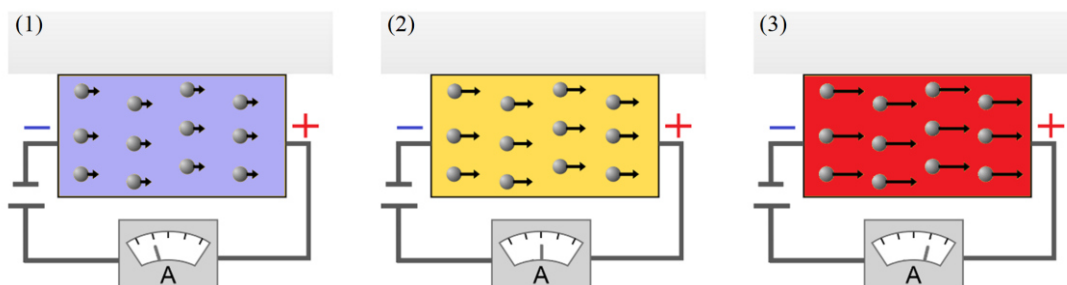 (1) (2) (3)
− + − + − +
A A A